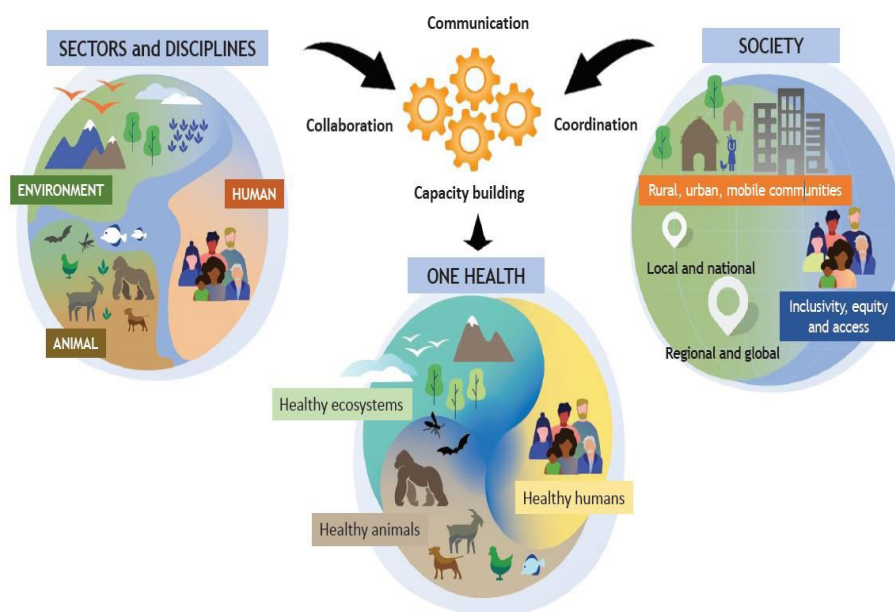 Communication
SECTORS and DISCIPLINES
SOCIETY
Collaboration
Coordination
ENVIRONMENT
HUMAN
Capacity building
Rural, urban, mobile communities
Local and national
ONE HEALTH
Inclusivity, equity
and access
ANIMAL
Regional and global
Healthy ecosystems
Healthy humans
Healthy animals